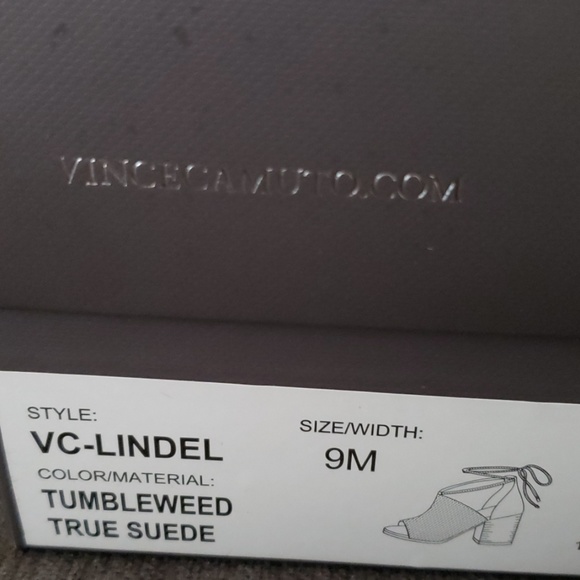 VINCECAMUTO.COM
STYLE:
VC-LINDEL
COLOR/MATERIAL:
TUMBLEWEED
TRUE SUEDE
SIZE/WIDTH:
9M